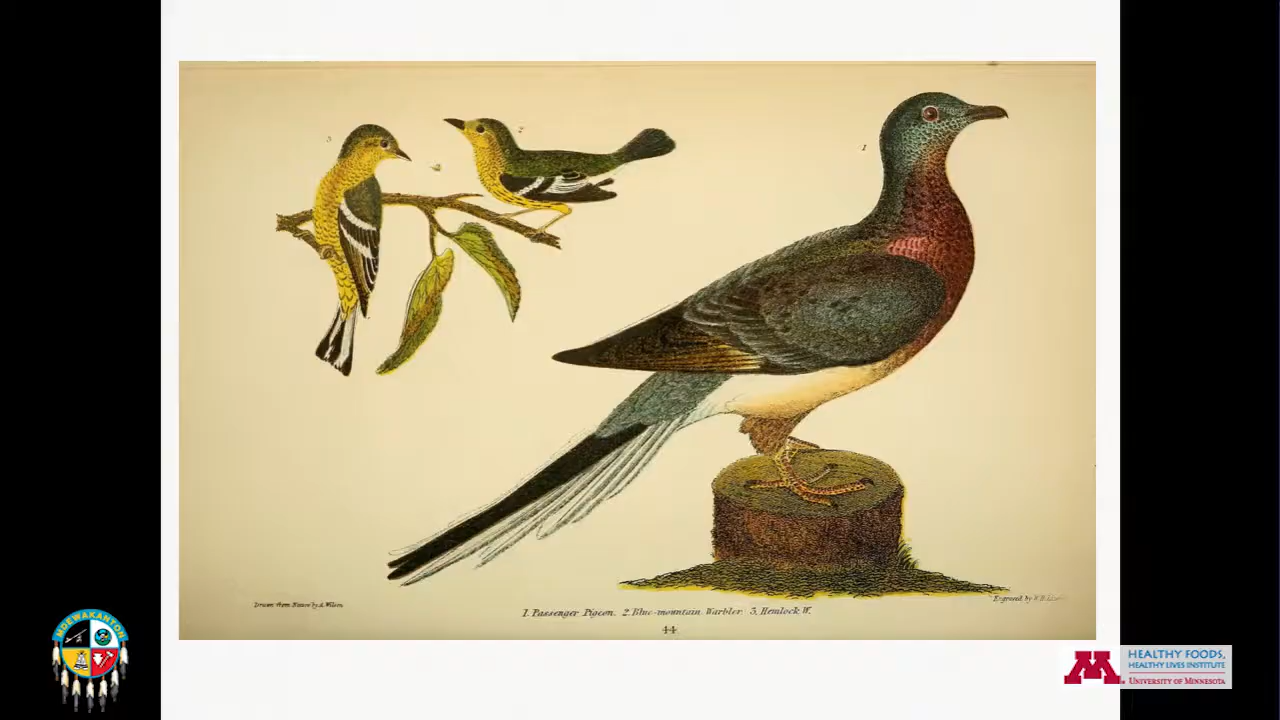 3
2
1
Drawn from Nature by A. Wilson.
1. Passenger Pigeon. 2. Blue-mountain Warbler. 3. Hemlock W.
Engraved by
44.
MDEWAKANTON
M
HEALTHY FOODS,
HEALTHY LIVES INSTITUTE
UNIVERSITY OF MINNESOTA